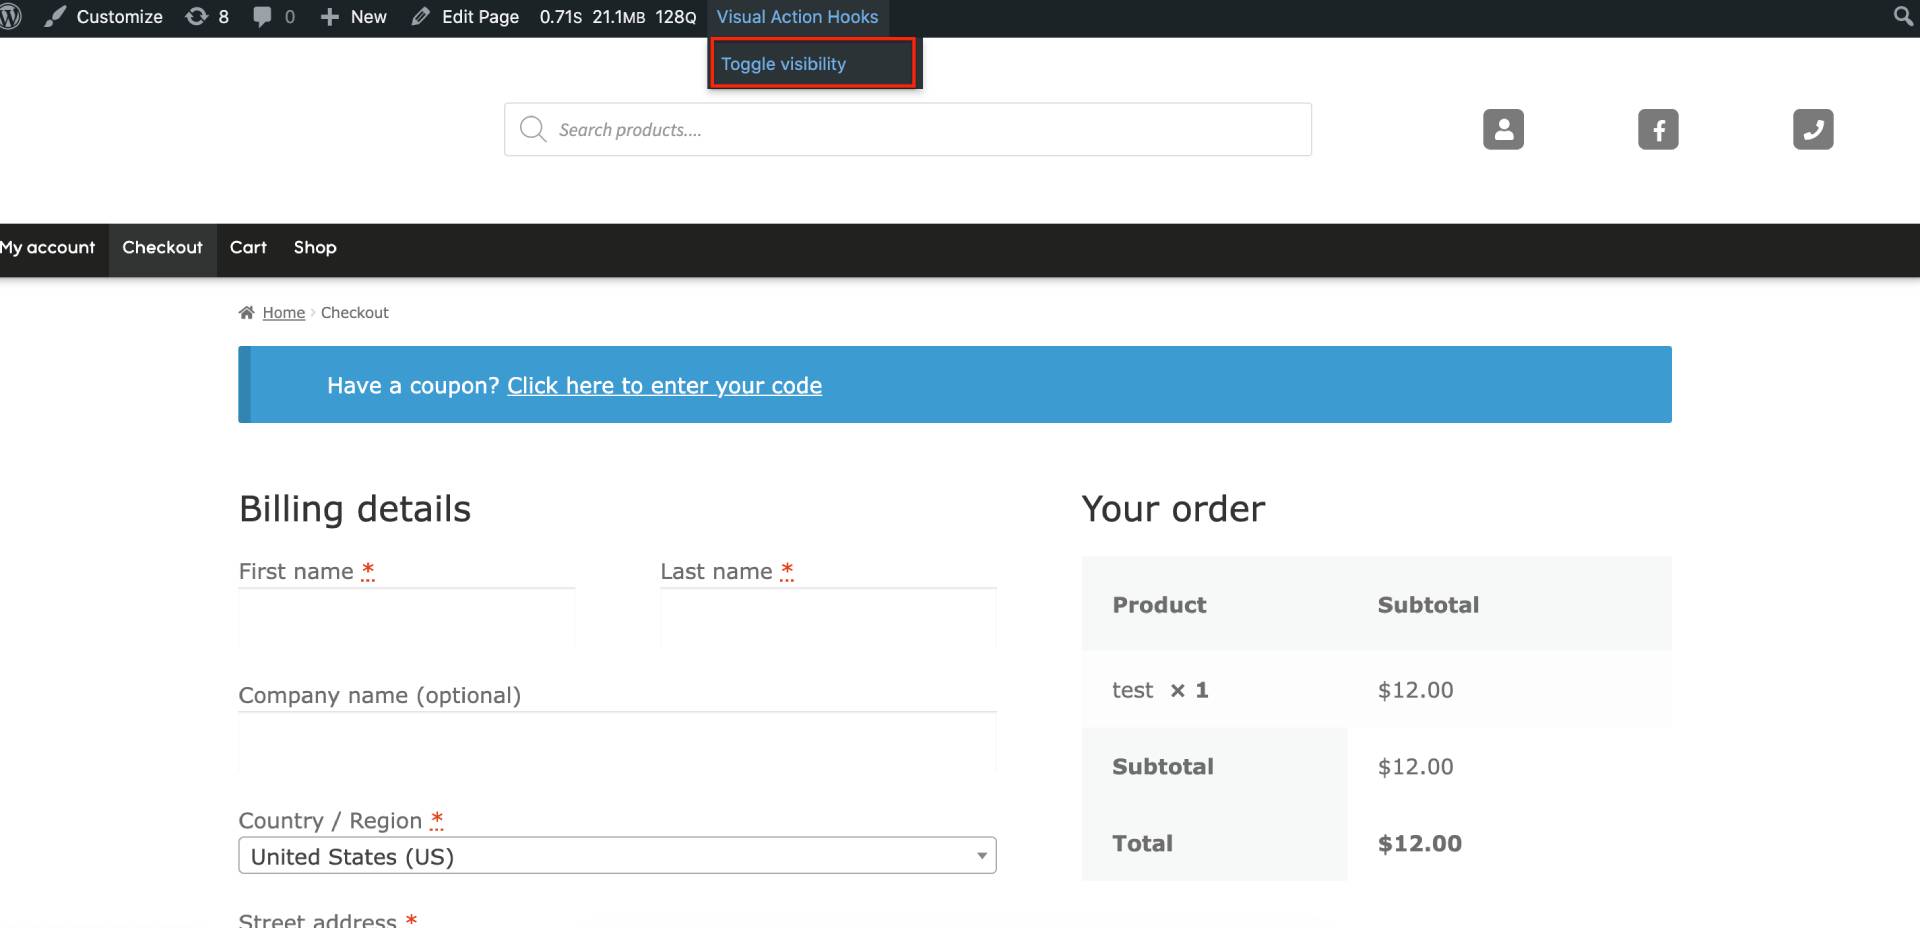 Customize 8 0 New Edit Page 0.71S 21.1MB 128Q Visual Action Hooks
Toggle visibility
Search products....
My account Checkout Cart Shop
Home Checkout
Have a coupon? Click here to enter your code
Billing details
Your order
First name *
Last name *
Product Subtotal
test × 1 $12.00
Company name (optional)
Subtotal $12.00
Country / Region *
Total $12.00
United States (US)
Street address *